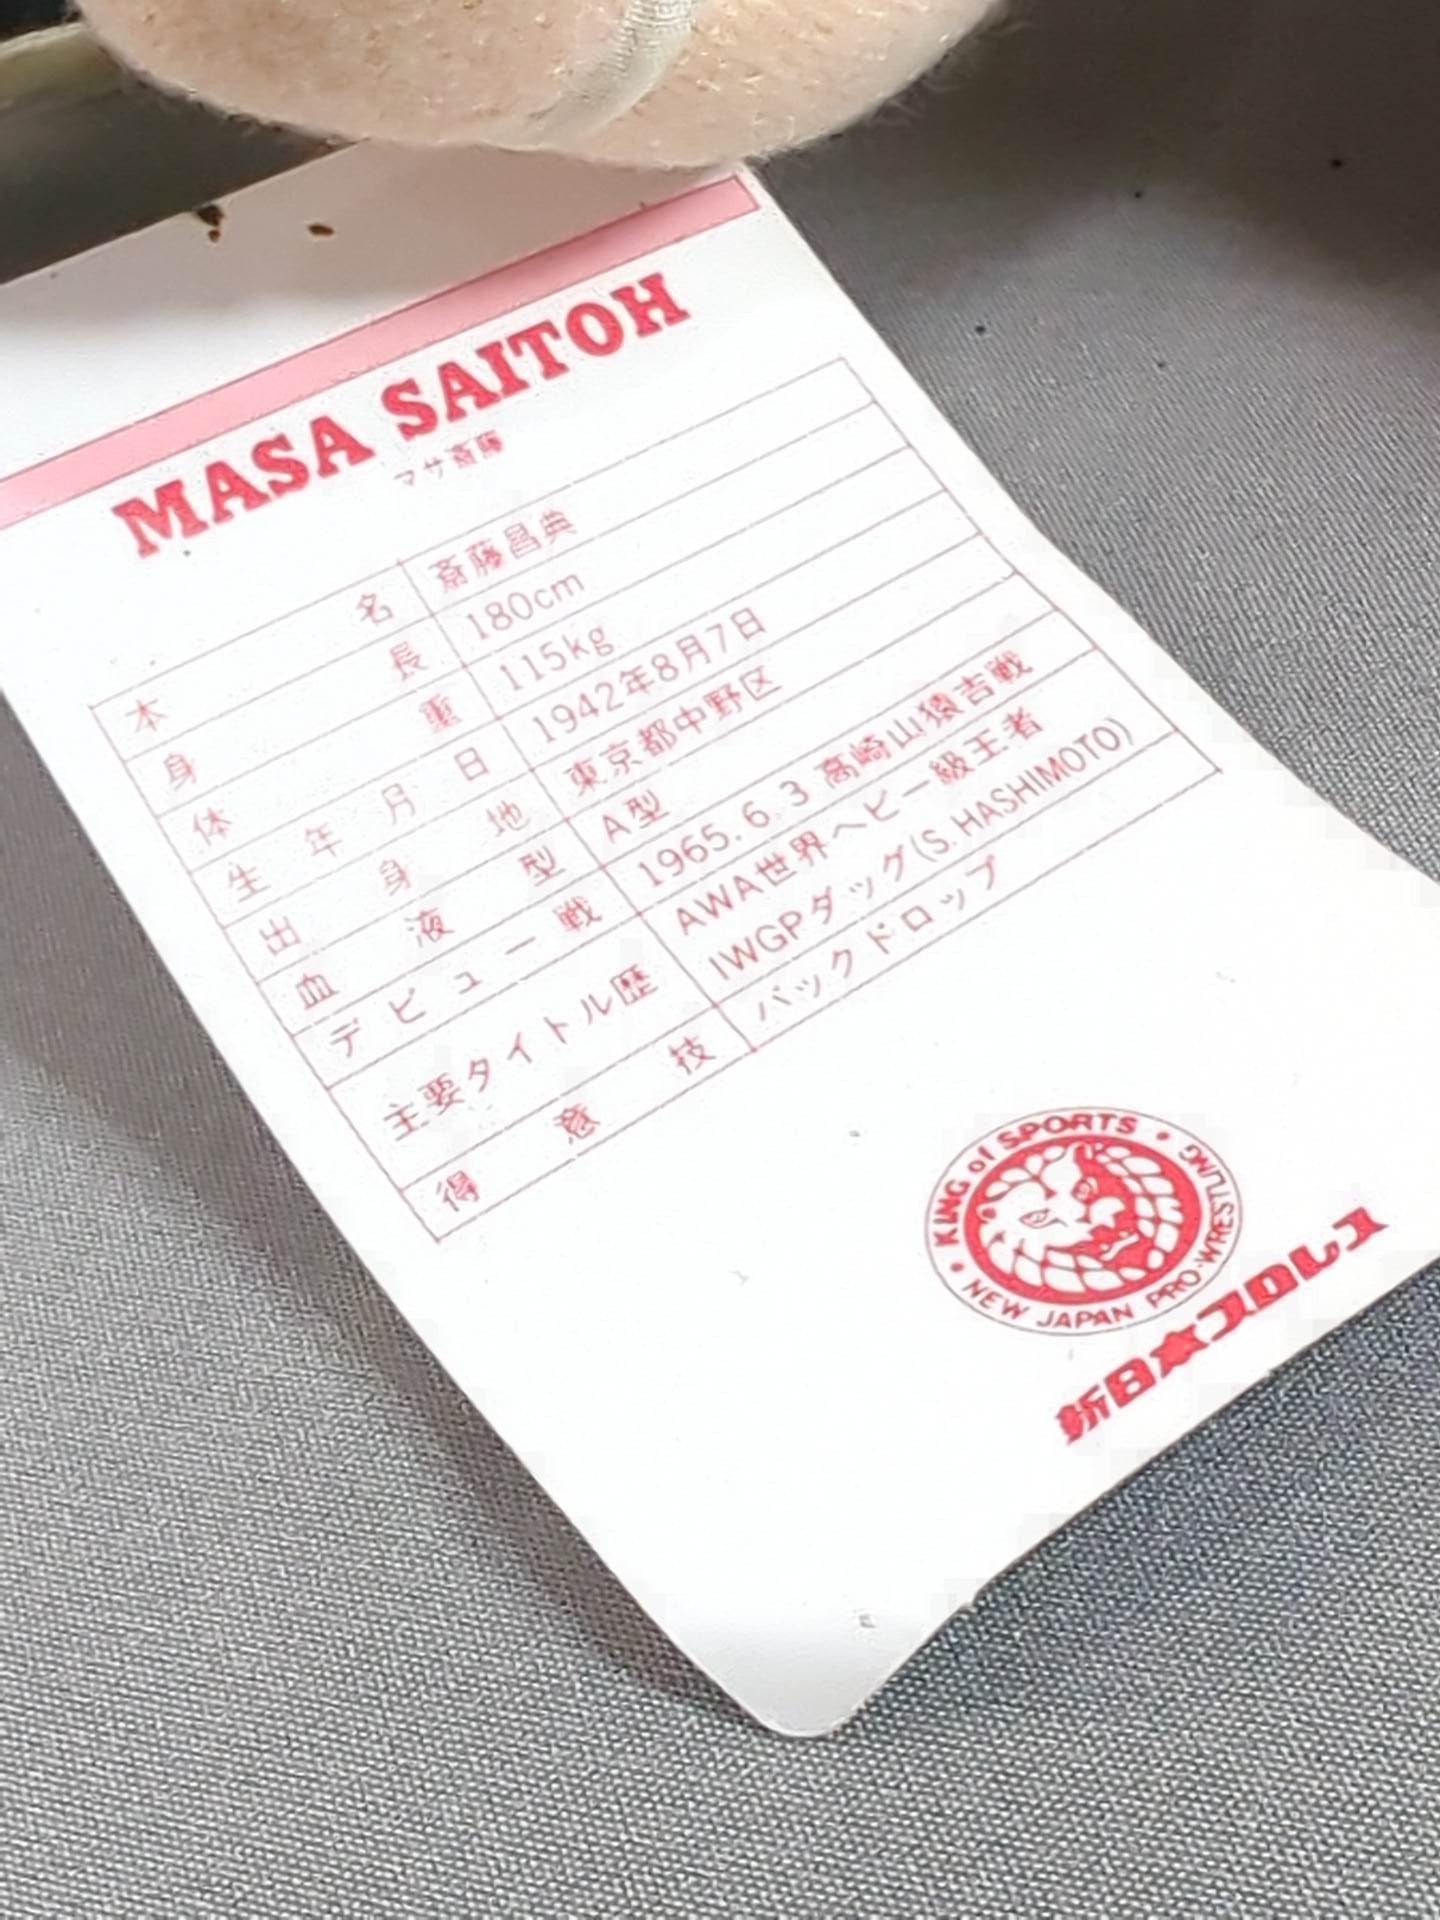 MASA SAITOH
マサ斎藤
本名 斎藤昌典
身長 180cm
体重 115kg
生年月日 1942年8月7日
出身地 東京都中野区
血液型 A型
デビュー戦 1965.6.3 高崎山猿吉戦
主要タイトル歴 AWA世界ヘビー級王者
IWGPタッグ(S.HASHIMOTO)
得意技 バックドロップ
KING of SPORTS • NEW JAPAN PRO-WRESTLING •
新日本プロレス